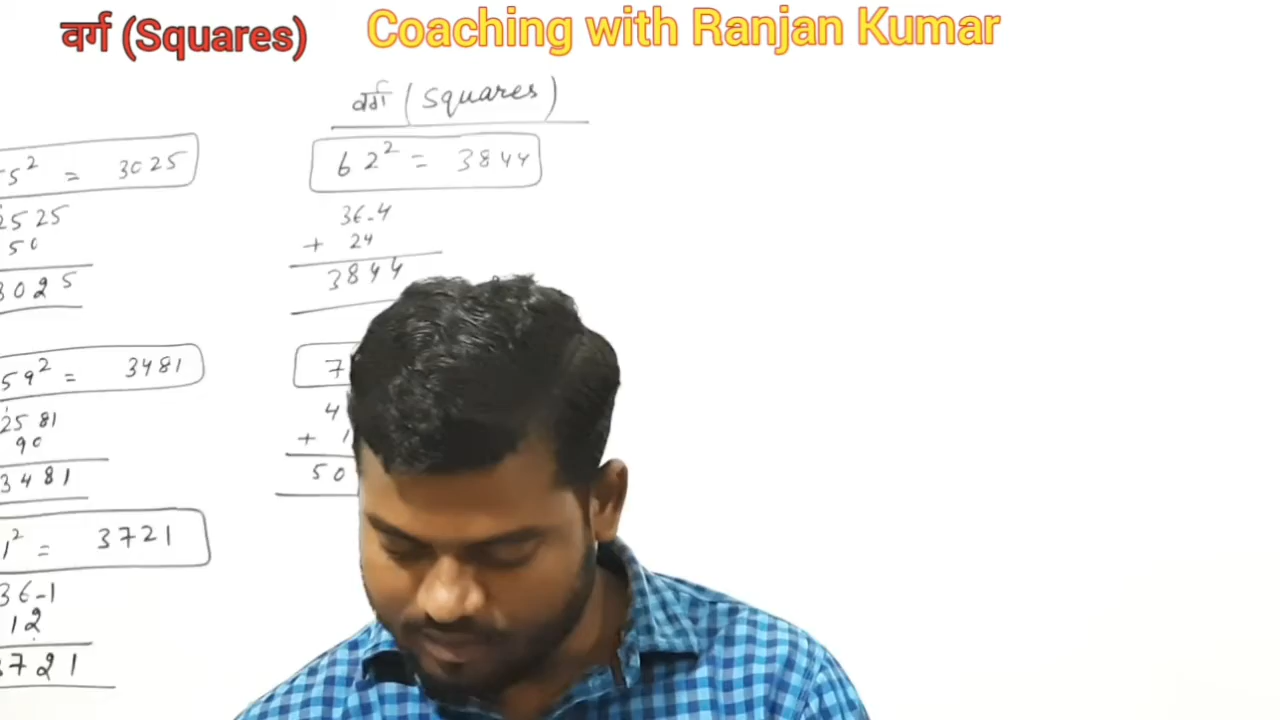 वर्ग (Squares) Coaching with Ranjan Kumar
वर्ग (Squares)
5² = 3025
2525
50
3025
59² = 3481
2581
90
3481
1² = 3721
36-1
12
3721
62² = 3844
36-4
+ 24
3844
7
4
+ 1
50